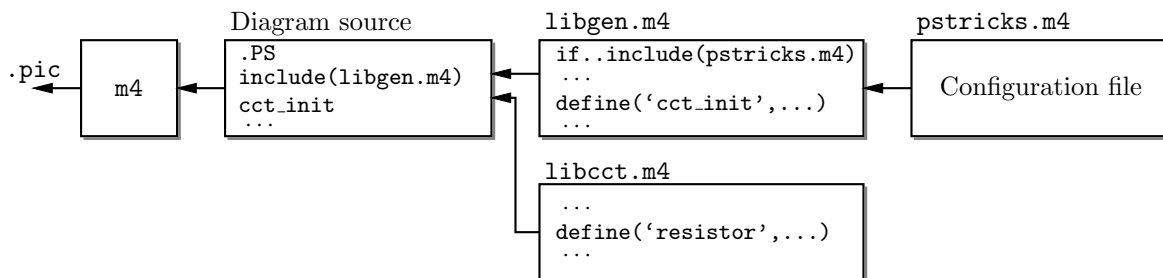 .pic
m4
Diagram source
.PS
include(libgen.m4)
cct_init
...
libgen.m4
if..include(pstricks.m4)
...
define(‘cct_init’,...)
...
pstricks.m4
Configuration file
libcct.m4
...
define(‘resistor’,...)
...